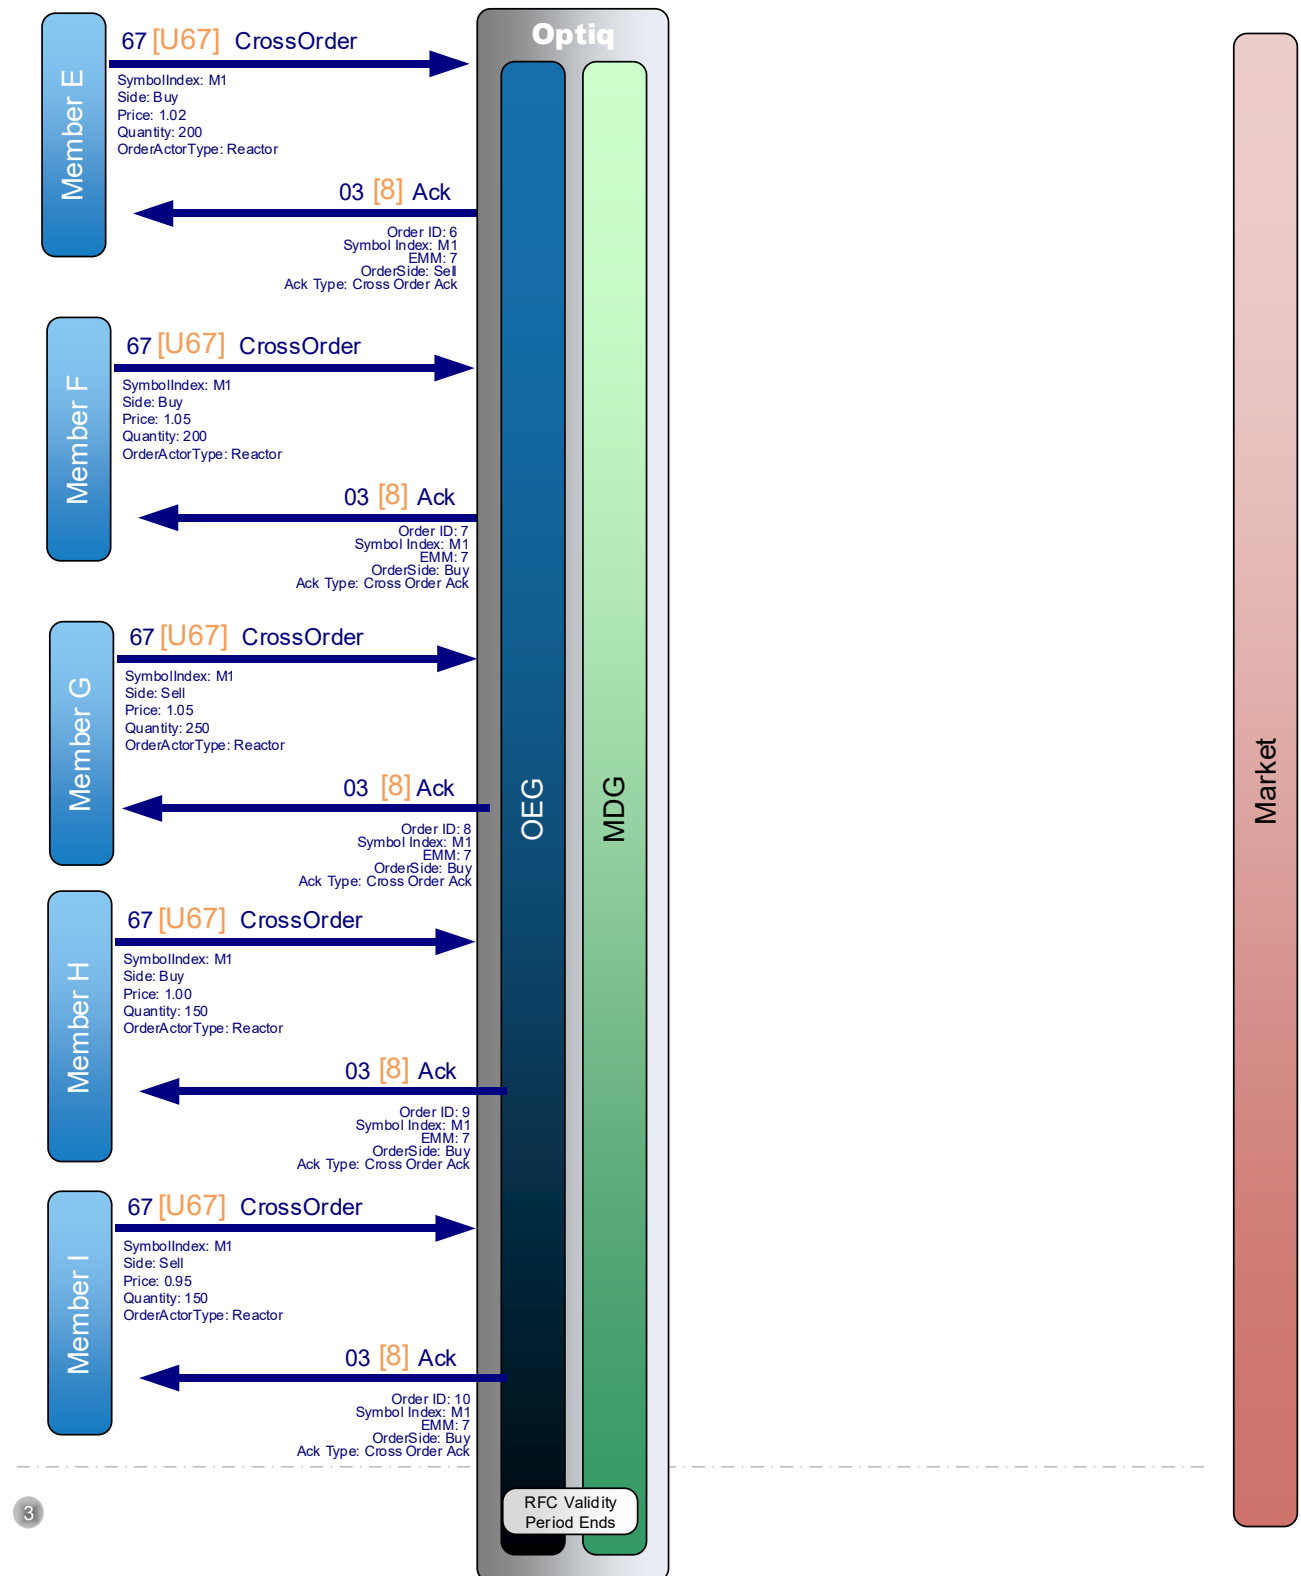 Optiq
Member E
67 [U67] CrossOrder
SymbolIndex: M1
Side: Buy
Price: 1.02
Quantity: 200
OrderActorType: Reactor
03 [8] Ack
Order ID: 6
Symbol Index: M1
EMM: 7
OrderSide: Sell
Ack Type: Cross Order Ack
Member F
67 [U67] CrossOrder
SymbolIndex: M1
Side: Buy
Price: 1.05
Quantity: 200
OrderActorType: Reactor
03 [8] Ack
Order ID: 7
Symbol Index: M1
EMM: 7
OrderSide: Buy
Ack Type: Cross Order Ack
Member G
67 [U67] CrossOrder
SymbolIndex: M1
Side: Sell
Price: 1.05
Quantity: 250
OrderActorType: Reactor
03 [8] Ack
Order ID: 8
Symbol Index: M1
EMM: 7
OrderSide: Buy
Ack Type: Cross Order Ack
OEG
MDG
Market
Member H
67 [U67] CrossOrder
SymbolIndex: M1
Side: Buy
Price: 1.00
Quantity: 150
OrderActorType: Reactor
03 [8] Ack
Order ID: 9
Symbol Index: M1
EMM: 7
OrderSide: Buy
Ack Type: Cross Order Ack
Member I
67 [U67] CrossOrder
SymbolIndex: M1
Side: Sell
Price: 0.95
Quantity: 150
OrderActorType: Reactor
03 [8] Ack
Order ID: 10
Symbol Index: M1
EMM: 7
OrderSide: Buy
Ack Type: Cross Order Ack
3
RFC Validity
Period Ends